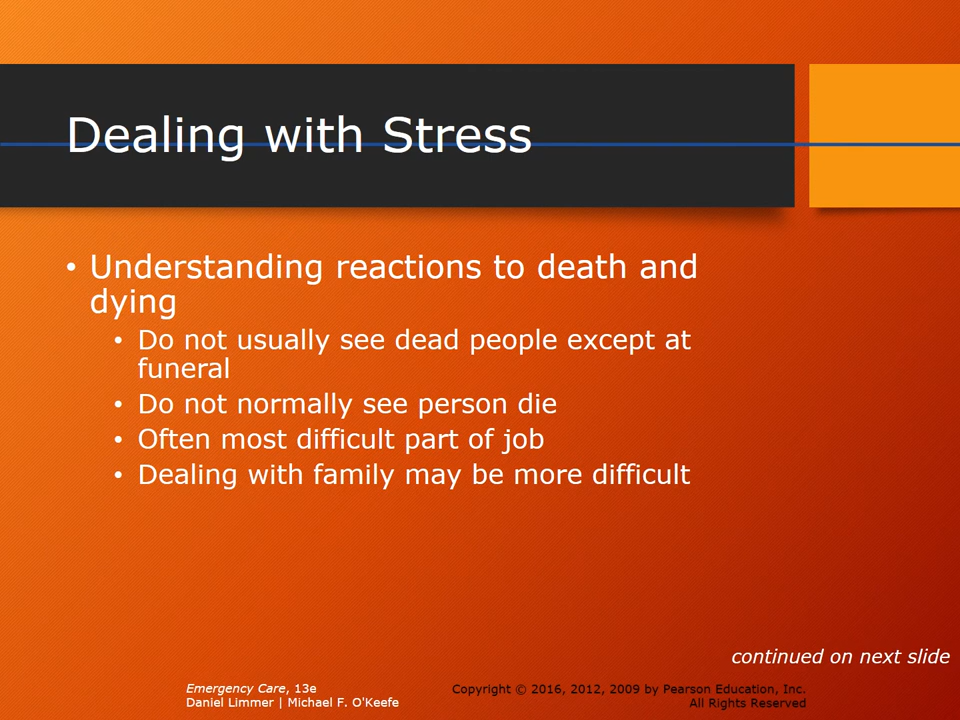 Dealing with Stress
• Understanding reactions to death and
dying
• Do not usually see dead people except at
funeral
• Do not normally see person die
• Often most difficult part of job
• Dealing with family may be more difficult
continued on next slide
Emergency Care, 13e
Daniel Limmer | Michael F. O'Keefe
Copyright © 2016, 2012, 2009 by Pearson Education, Inc.
All Rights Reserved